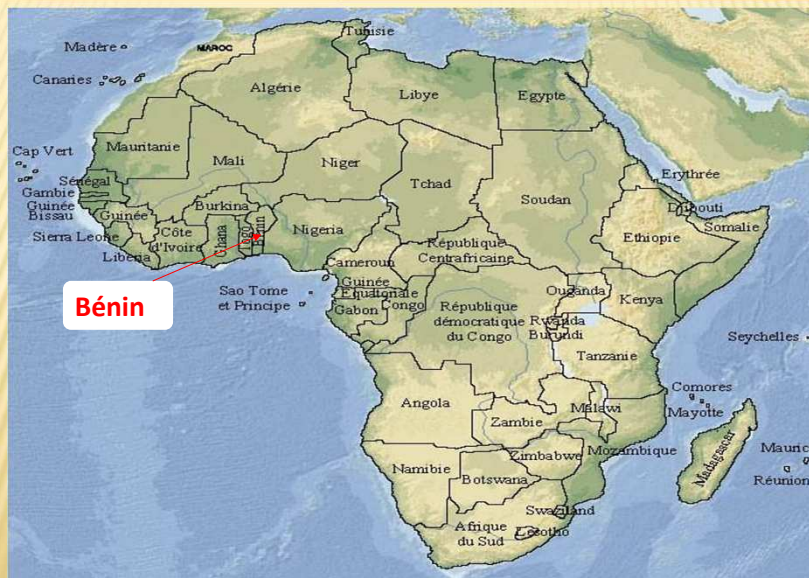 Tunisie
Madère
MAROC
Canaries
Algérie
Libye
Egypte
Mauritanie
Cap Vert
Mali
Niger
Erythrée
Sénégal
Tchad
Gambie
Soudan
Djibouti
Guinée
Bissau
Guinée
Burkina
Bénin
Nigeria
Somalie
Sierra Leone
Côte
d'Ivoire
Ghana
Togo
Ethiopie
Liberia
République
Centrafricaine
Cameroun
Guinée
Equatoriale
Ouganda
Bénin
Sao Tome
et Principe
Gabon
Congo
Kenya
République
démocratique
du Congo
Rwanda
Burundi
Seychelles
Tanzanie
Comores
Mayotte
Angola
Malawi
Zambie
Mozambique
Madagaçar
Mauric
Réunion
Zimbabwe
Namibie
Botswana
Swaziland
Afrique
du Sud
Lesotho